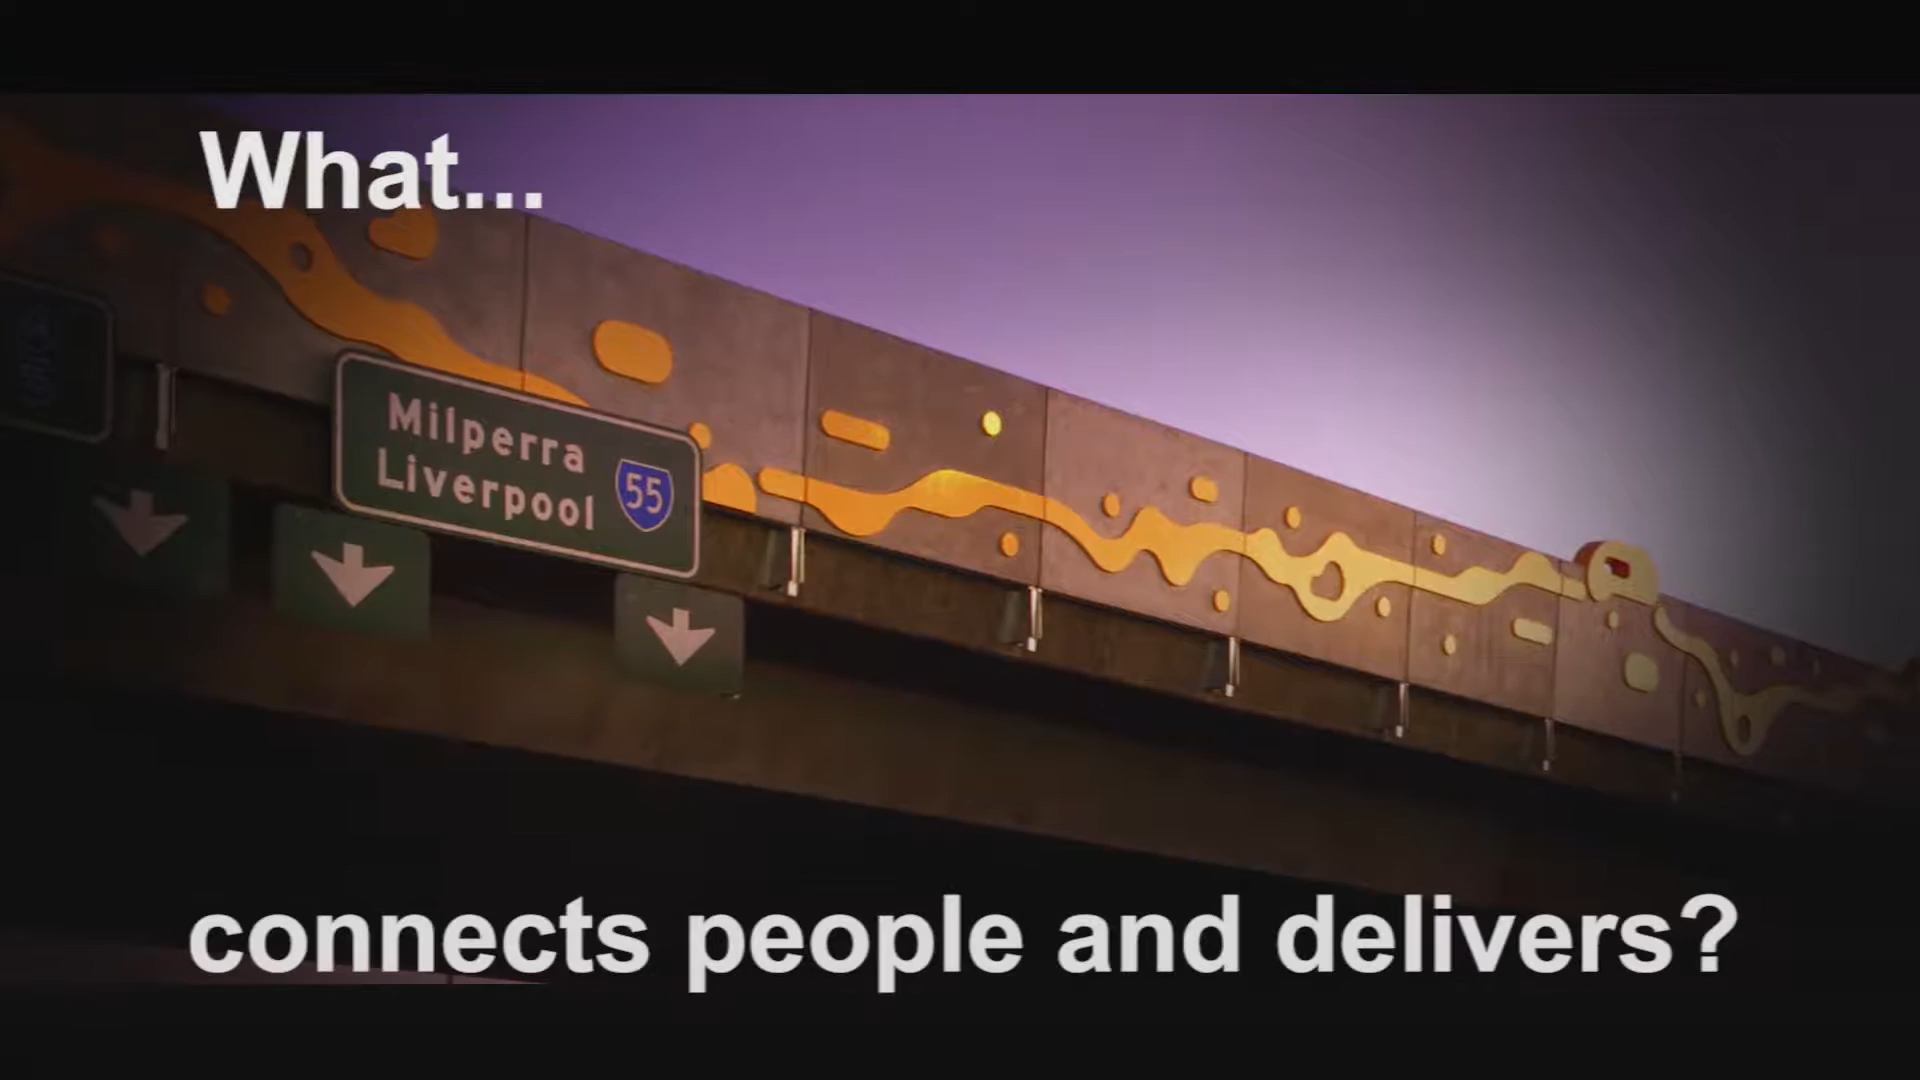 What...
Milperra
Liverpool
55
connects people and delivers?